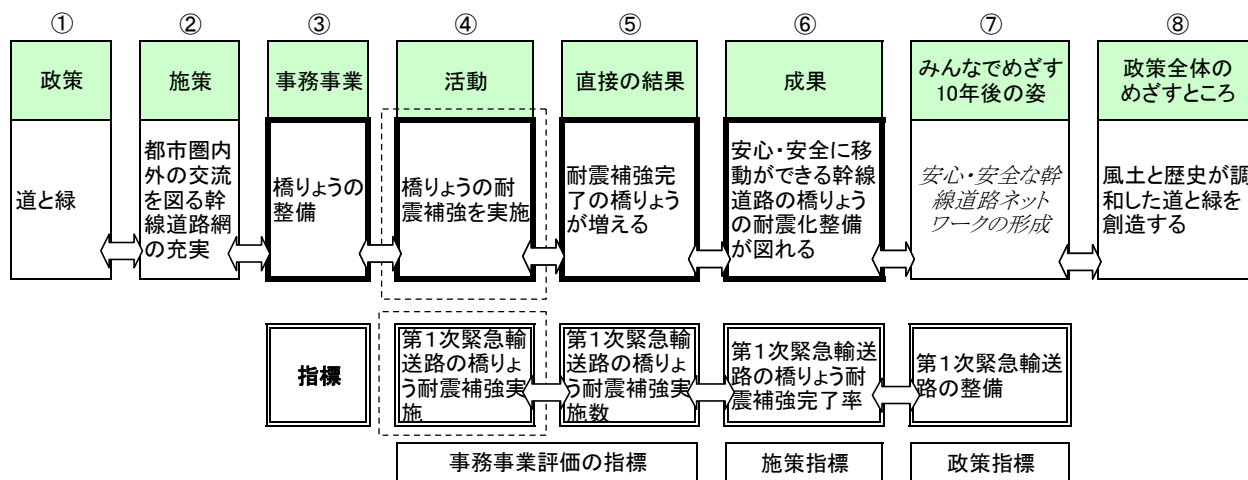 ①
②
③
④
⑤
⑥
⑦
⑧
政策
施策
事務事業
活動
直接の結果
成果
みんなでめざす
10年後の姿
政策全体の
めざすところ
道と緑
都市圏内
外の交流
を図る幹
線道路網
の充実
橋りょうの
整備
橋りょうの耐
震補強を実施
耐震補強完
了の橋りょう
が増える
安心・安全に移
動ができる幹線
道路の橋りょう
の耐震化整備
が図れる
安心・安全な幹
線道路ネット
ワークの形成
風土と歴史が調
和した道と緑を
創造する
指標
第1次緊急輸
送路の橋りょ
う耐震補強実
施
第1次緊急輸
送路の橋りょ
う耐震補強実
施数
第1次緊急輸送
路の橋りょう耐
震補強完了率
第1次緊急輸送
路の整備
事務事業評価の指標
施策指標
政策指標